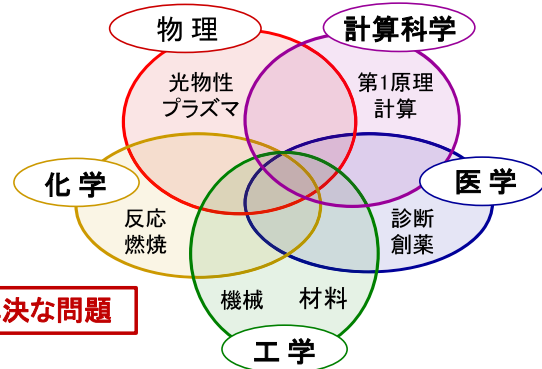 物理
計算科学
光物性
プラズマ
第1原理
計算
化学
医学
反応
燃焼
診断
創薬
機械
材料
決な問題
工学